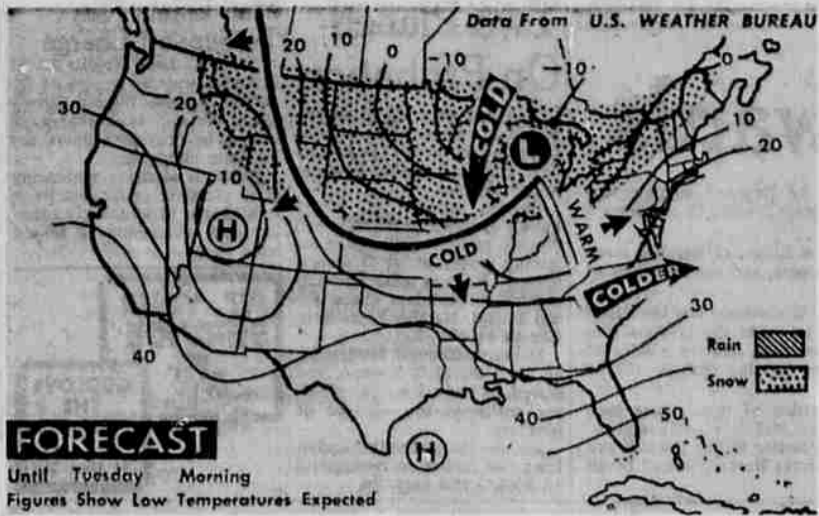 Data From U.S. WEATHER BUREAU
20 10 0 -10 -10 0
30 20 10
10 20
COLD
L
H
WARM
COLD
COLDER
30
40
Rain
Snow
40 50
FORECAST
H
Until Tuesday Morning
Figures Show Low Temperatures Expected